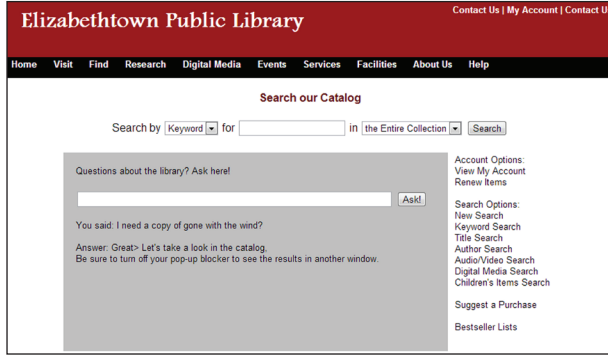 Elizabethtown Public Library
Contact Us | My Account | Contact U
Home Visit Find Research Digital Media Events Services Facilities About Us Help
Search our Catalog
Search by Keyword for in the Entire Collection Search
Questions about the library? Ask here!
Ask!
You said: I need a copy of gone with the wind?
Answer: Great> Let's take a look in the catalog,
Be sure to turn off your pop-up blocker to see the results in another window.
Account Options:
View My Account
Renew Items
Search Options:
New Search
Keyword Search
Title Search
Author Search
Audio/Video Search
Digital Media Search
Children's Items Search
Suggest a Purchase
Bestseller Lists